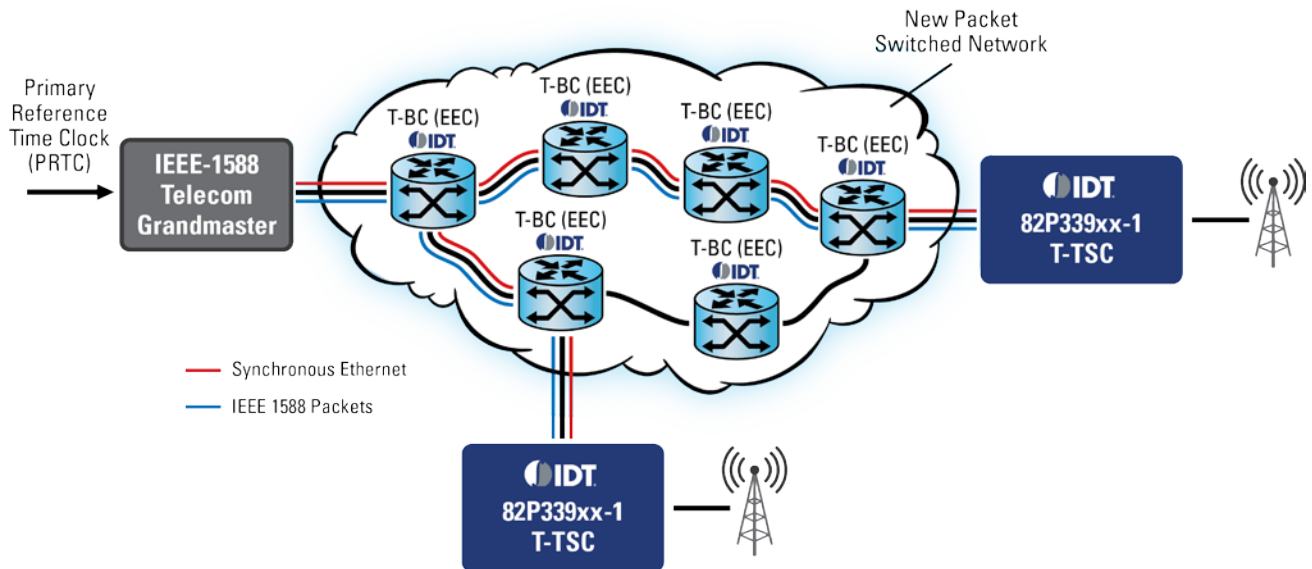 New Packet
Switched Network
Primary
Reference
Time Clock
(PRTC)
IEEE-1588
Telecom
Grandmaster
T-BC (EEC)
IDT.
T-BC (EEC)
IDT.
T-BC (EEC)
IDT.
T-BC (EEC)
IDT.
T-BC (EEC)
IDT.
T-BC (EEC)
IDT.
IDT.
82P339xx-1
T-TSC
Synchronous Ethernet
IEEE 1588 Packets
IDT.
82P339xx-1
T-TSC